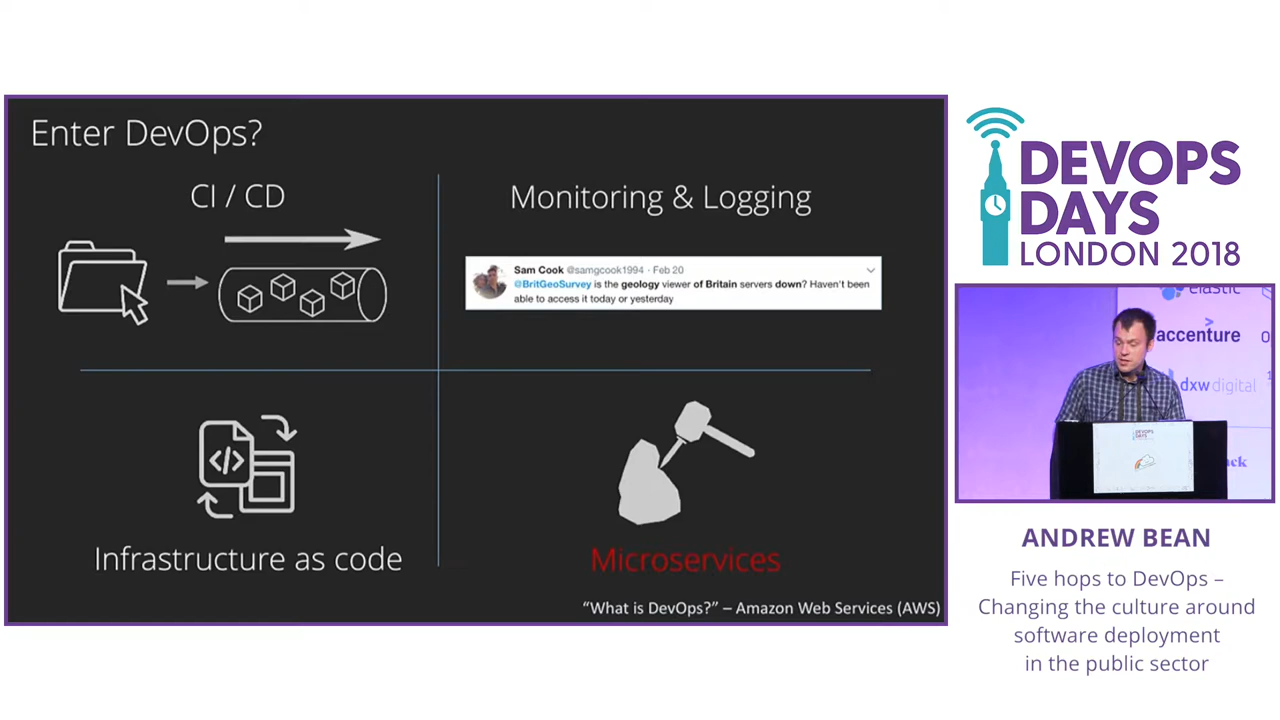 Enter DevOps?
CI / CD
Monitoring & Logging
Sam Cook @samgcook1994 · Feb 20
@BritGeoSurvey is the geology viewer of Britain servers down? Haven't been
able to access it today or yesterday
</>
Infrastructure as code
Microservices
“What is DevOps?” – Amazon Web Services (AWS)
DEVOPS
DAYS
LONDON 2018
elastic
accenture
dxw digital
DEVOPS
DAYS
ANDREW BEAN
Five hops to DevOps –
Changing the culture around
software deployment
in the public sector